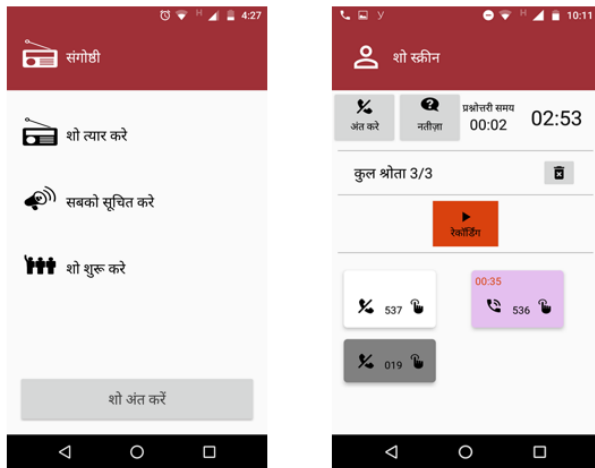 H 4:27
संगोष्ठी
शो त्यार करे
सबको सूचित करे
शो शुरू करे
शो अंत करें
H 10:11
शो स्क्रीन
अंत करे
नतीज़ा
प्रश्नोत्तरी समय
00:02
02:53
कुल श्रोता 3/3
रेकॉर्डिंग
537
00:35
536
019